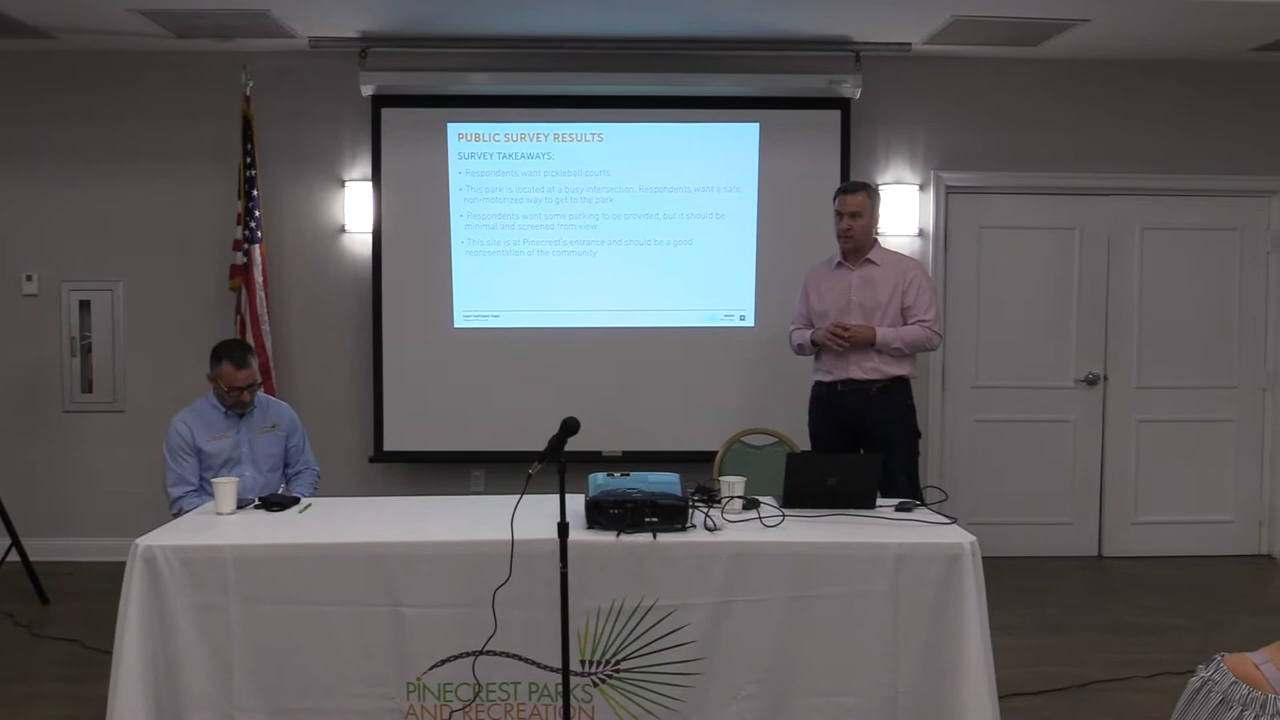 PUBLIC SURVEY RESULTS
SURVEY TAKEAWAYS:
• Respondents want pickleball courts
• This park is located at a busy intersection. Respondents want a safe,
non-motorized way to get to the park
• Respondents want some parking to be provided, but it should be
minimal and screened from view
• This site is at Pinecrest's entrance and should be a good
representation of the community
PINECREST PARKS
AND RECREATION